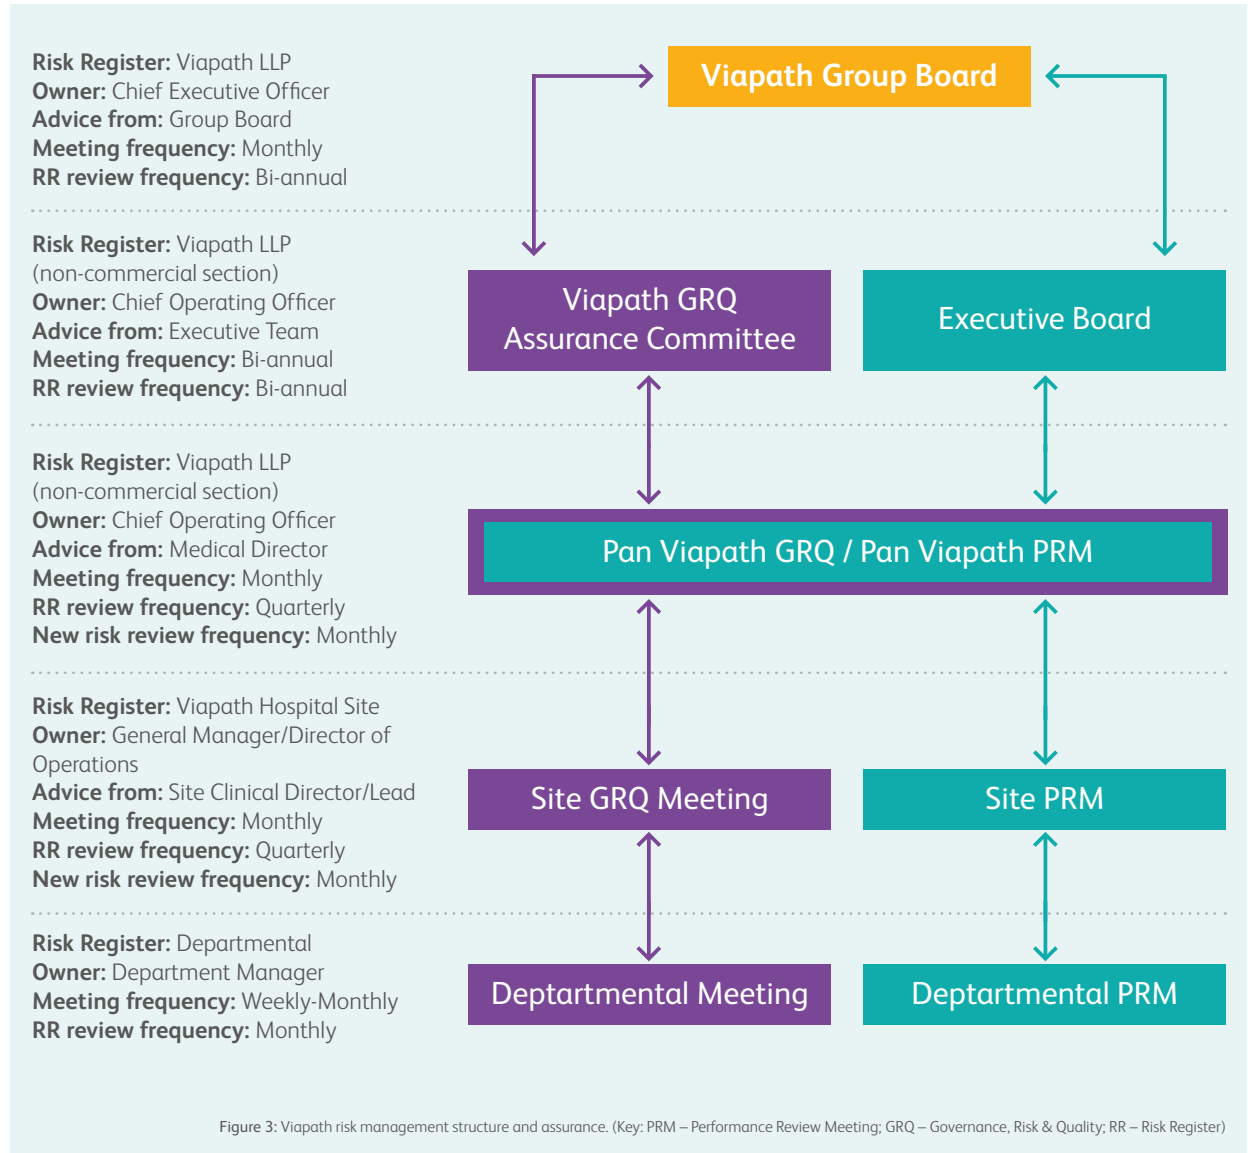 Risk Register: Viapath LLP
Owner: Chief Executive Officer
Advice from: Group Board
Meeting frequency: Monthly
RR review frequency: Bi-annual
Viapath Group Board
Risk Register: Viapath LLP
(non-commercial section)
Owner: Chief Operating Officer
Advice from: Executive Team
Meeting frequency: Bi-annual
RR review frequency: Bi-annual
Viapath GRQ
Assurance Committee
Executive Board
Risk Register: Viapath LLP
(non-commercial section)
Owner: Chief Operating Officer
Advice from: Medical Director
Meeting frequency: Monthly
RR review frequency: Quarterly
New risk review frequency: Monthly
Pan Viapath GRQ / Pan Viapath PRM
Risk Register: Viapath Hospital Site
Owner: General Manager/Director of
Operations
Advice from: Site Clinical Director/Lead
Meeting frequency: Monthly
RR review frequency: Quarterly
New risk review frequency: Monthly
Site GRQ Meeting
Site PRM
Risk Register: Departmental
Owner: Department Manager
Meeting frequency: Weekly-Monthly
RR review frequency: Monthly
Deptartmental Meeting
Deptartmental PRM
Figure 3: Viapath risk management structure and assurance. (Key: PRM – Performance Review Meeting; GRQ – Governance, Risk & Quality; RR – Risk Register)